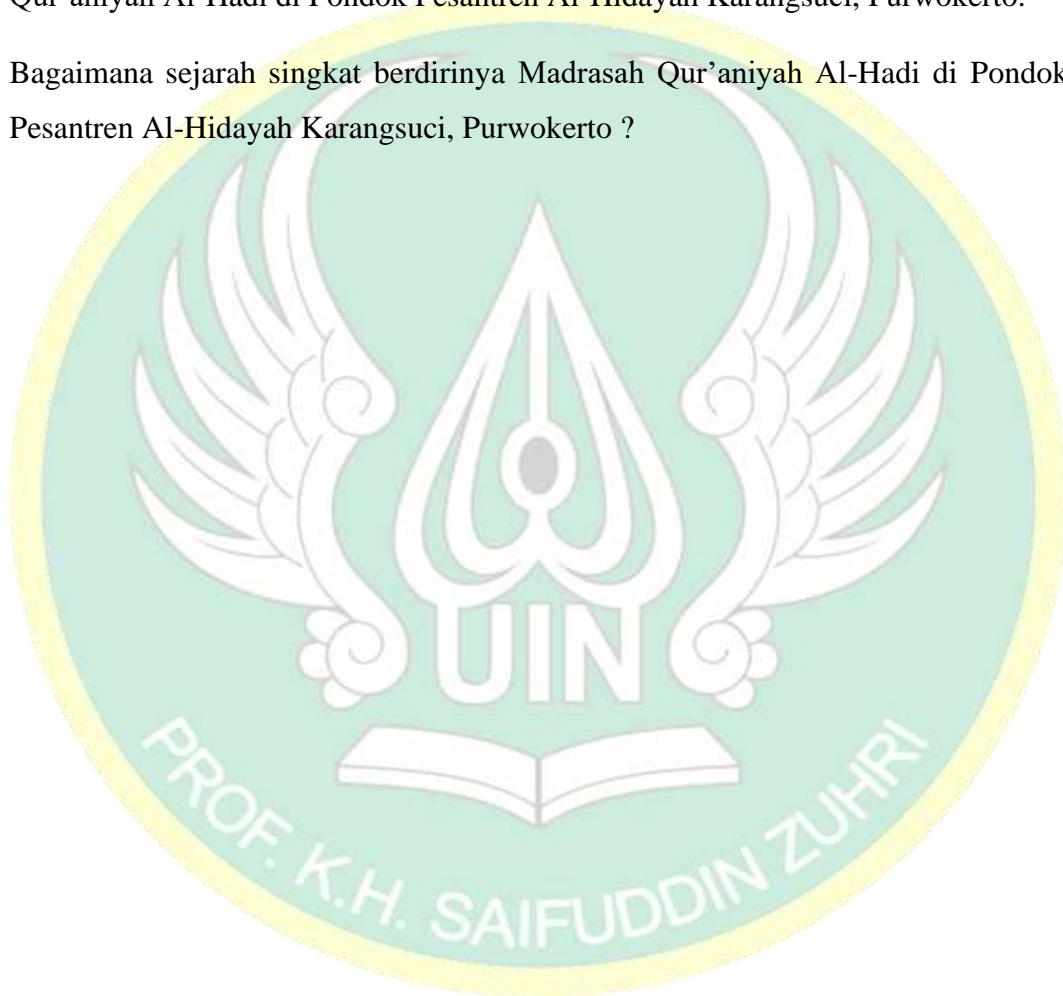 Qur'aniyah Al-Hadi di Pondok Pesantren Al-Hidayah Karangsuci, Purwokerto.
Bagaimana sejarah singkat berdirinya Madrasah Qur'aniyah Al-Hadi di Pondok
Pesantren Al-Hidayah Karangsuci, Purwokerto ?
UIN
PROF. K.H. SAIFUDDIN ZUHRI